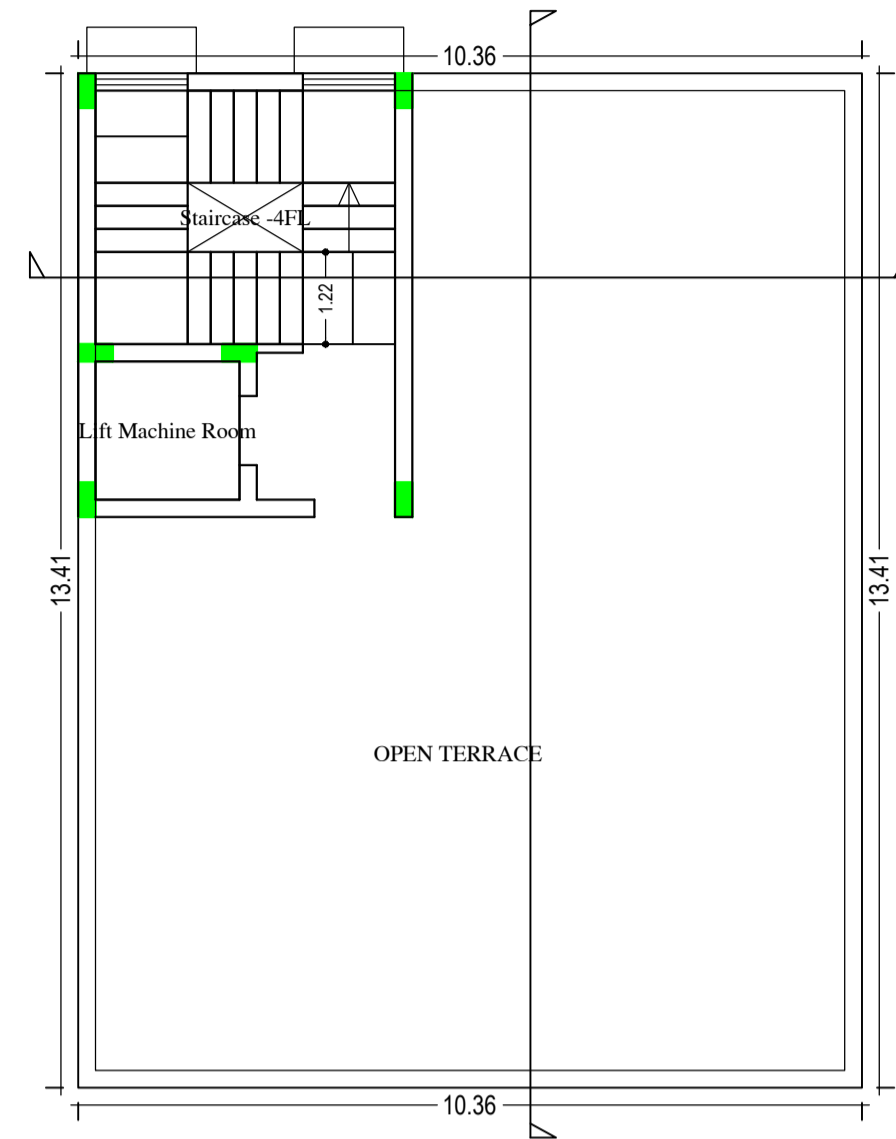 10.36
Staircase -4FL
1.22
Lift Machine Room
13.41
13.41
OPEN TERRACE
10.36